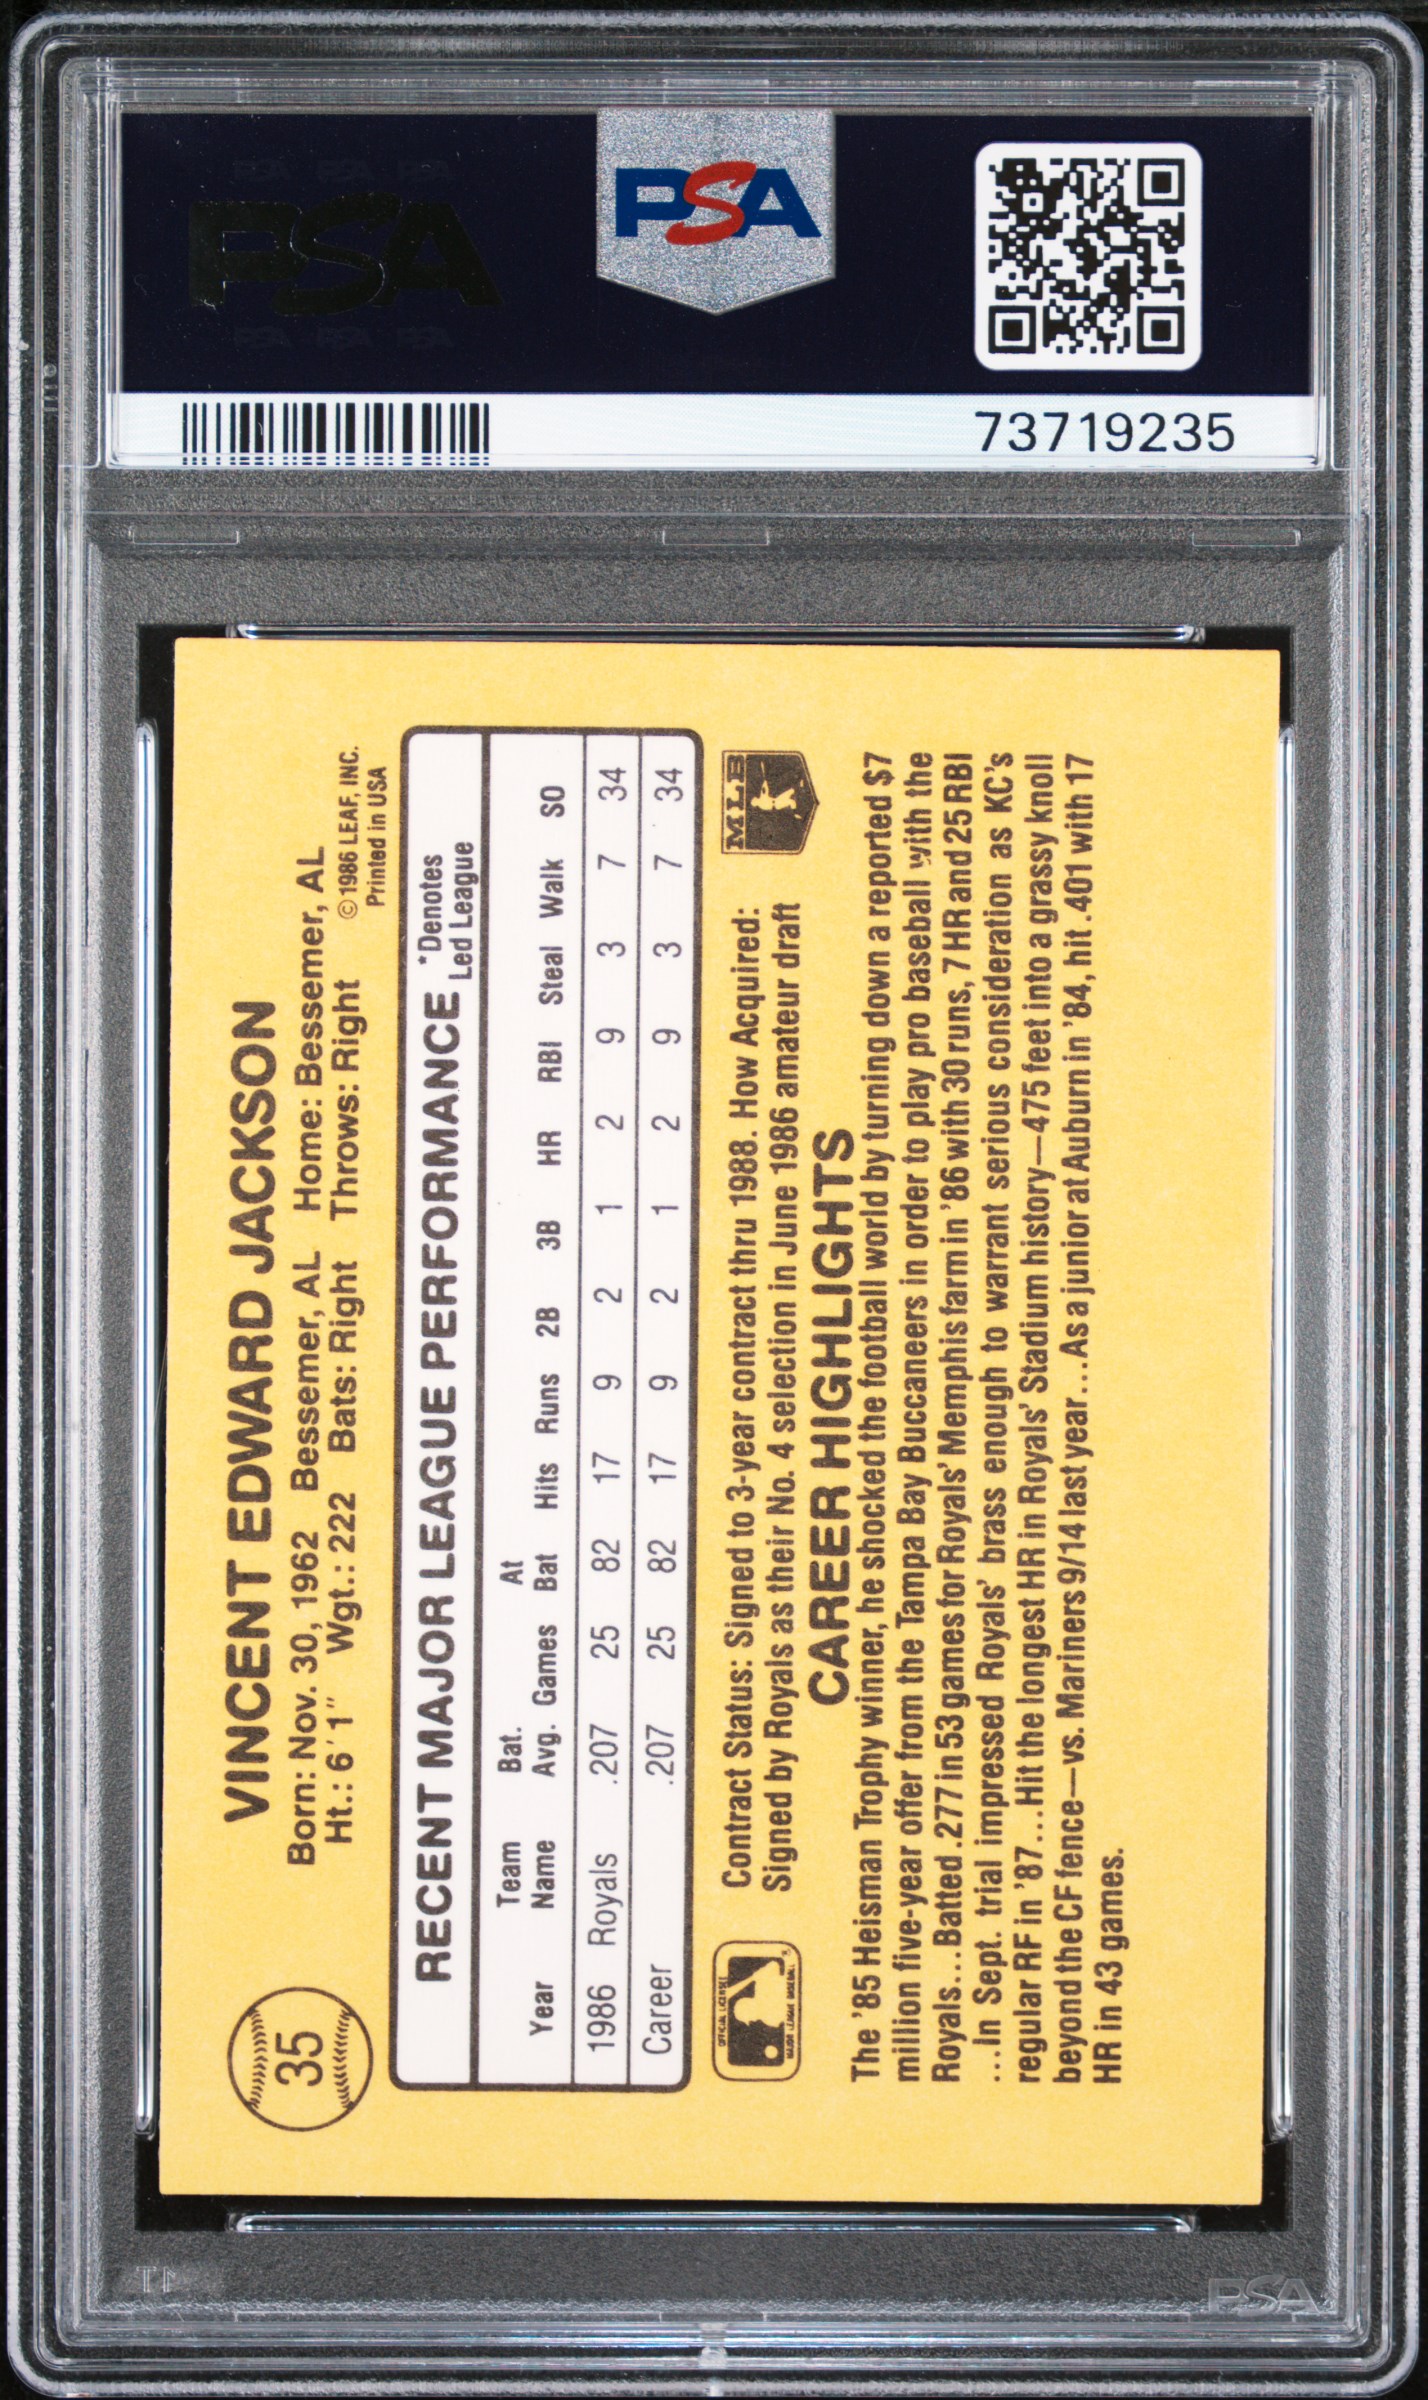 PSA
PSA
73719235
35
VINCENT EDWARD JACKSON
Born: Nov. 30, 1962 Bessemer, AL Home: Bessemer, AL
Ht.: 6'1" Wgt.: 222 Bats: Right Throws: Right
© 1986 LEAF, INC.
Printed in USA
RECENT MAJOR LEAGUE PERFORMANCE
*Denotes
Led League
Year Team Name Bat. Avg. Games At Bat Hits Runs 2B 3B HR RBI Steal Walk SO
1986 Royals .207 25 82 17 9 2 1 2 9 3 7 34
Career .207 25 82 17 9 2 1 2 9 3 7 34
OFFICIAL LICENSEE
MAJOR LEAGUE BASEBALL
Contract Status: Signed to 3-year contract thru 1988. How Acquired:
Signed by Royals as their No. 4 selection in June 1986 amateur draft
MLB
CAREER HIGHLIGHTS
The '85 Heisman Trophy winner, he shocked the football world by turning down a reported $7
million five-year offer from the Tampa Bay Buccaneers in order to play pro baseball with the
Royals...Batted .277 in 53 games for Royals' Memphis farm in '86 with 30 runs, 7 HR and 25 RBI
...In Sept. trial impressed Royals' brass enough to warrant serious consideration as KC's
regular RF in '87...Hit the longest HR in Royals' Stadium history—475 feet into a grassy knoll
beyond the CF fence—vs. Mariners 9/14 last year...As a junior at Auburn in '84, hit .401 with 17
HR in 43 games.
PSA